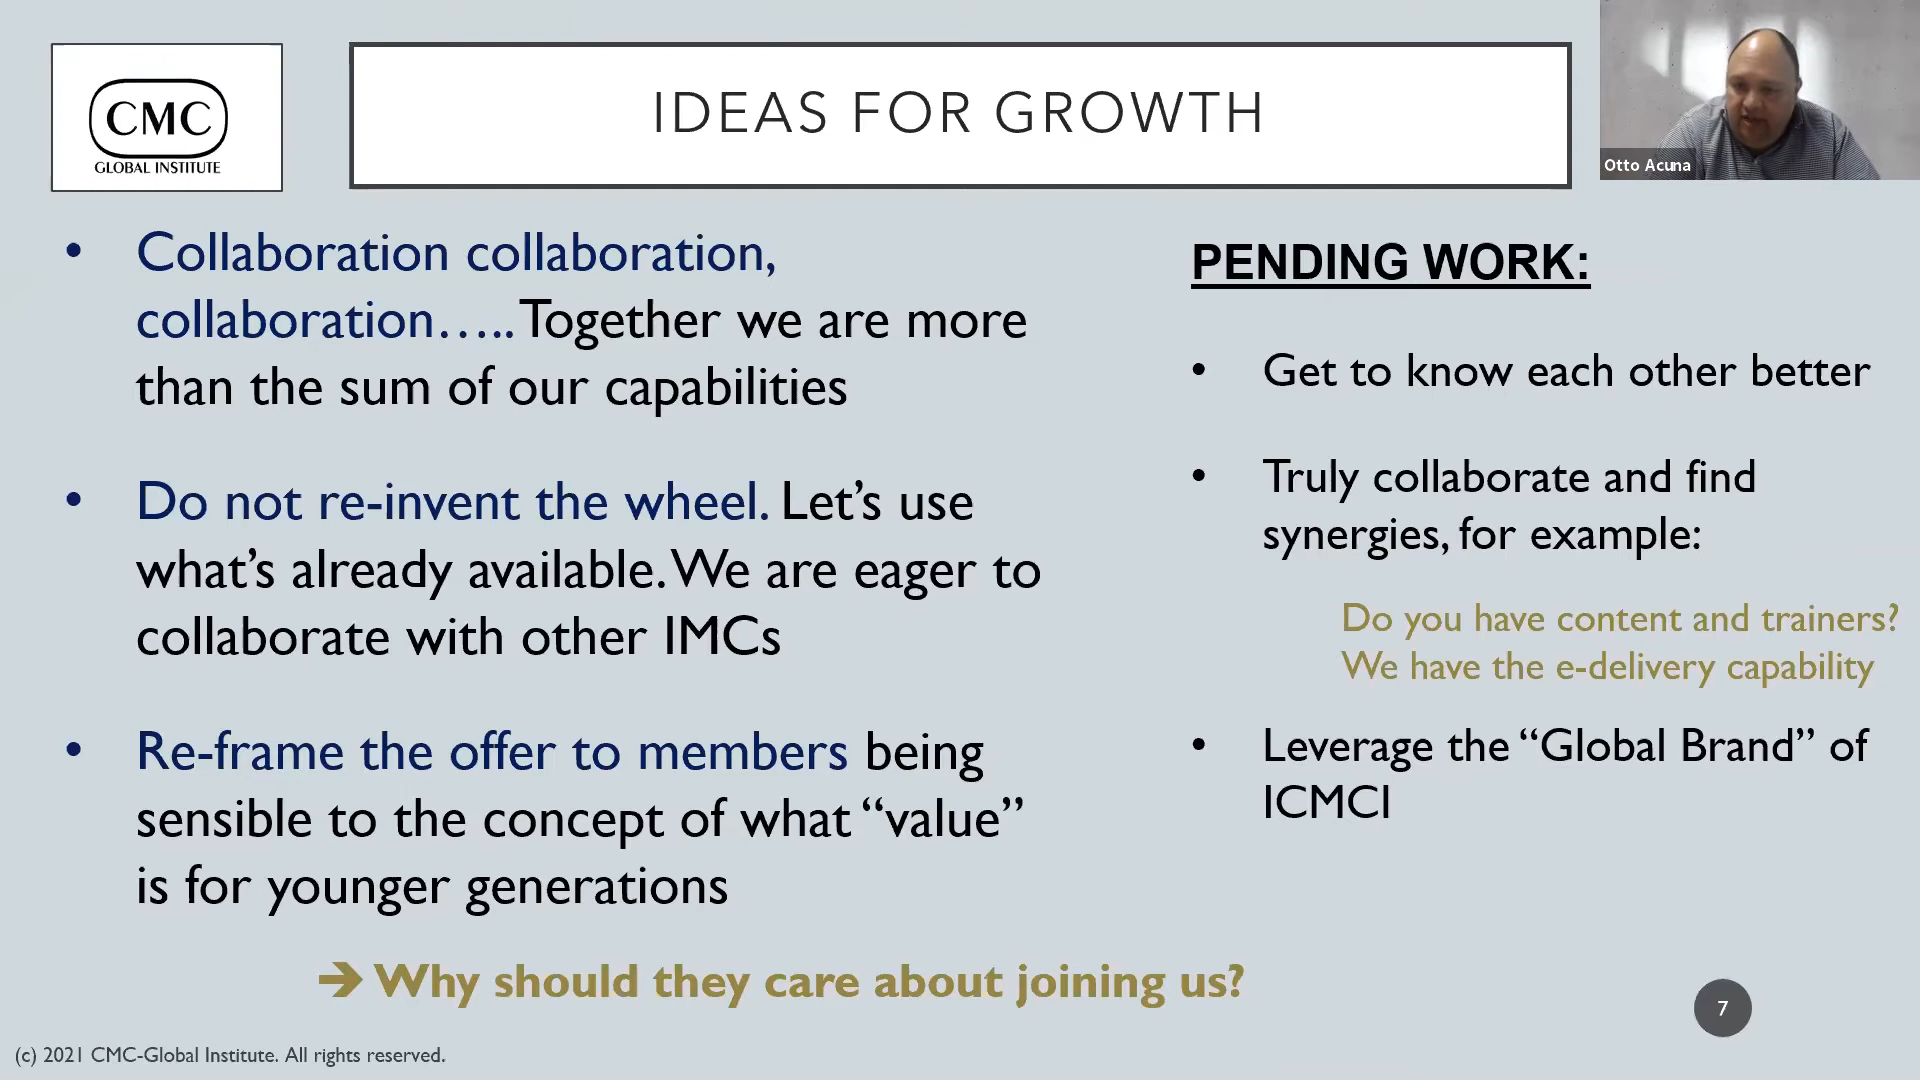 CMC
GLOBAL INSTITUTE
IDEAS FOR GROWTH
Otto Acuna
• Collaboration collaboration,
collaboration….. Together we are more
than the sum of our capabilities
• Do not re-invent the wheel. Let’s use
what’s already available. We are eager to
collaborate with other IMCs
• Re-frame the offer to members being
sensible to the concept of what “value”
is for younger generations
➔ Why should they care about joining us?
PENDING WORK:
• Get to know each other better
• Truly collaborate and find
synergies, for example:
Do you have content and trainers?
We have the e-delivery capability
• Leverage the “Global Brand” of
ICMCI
7
(c) 2021 CMC-Global Institute. All rights reserved.